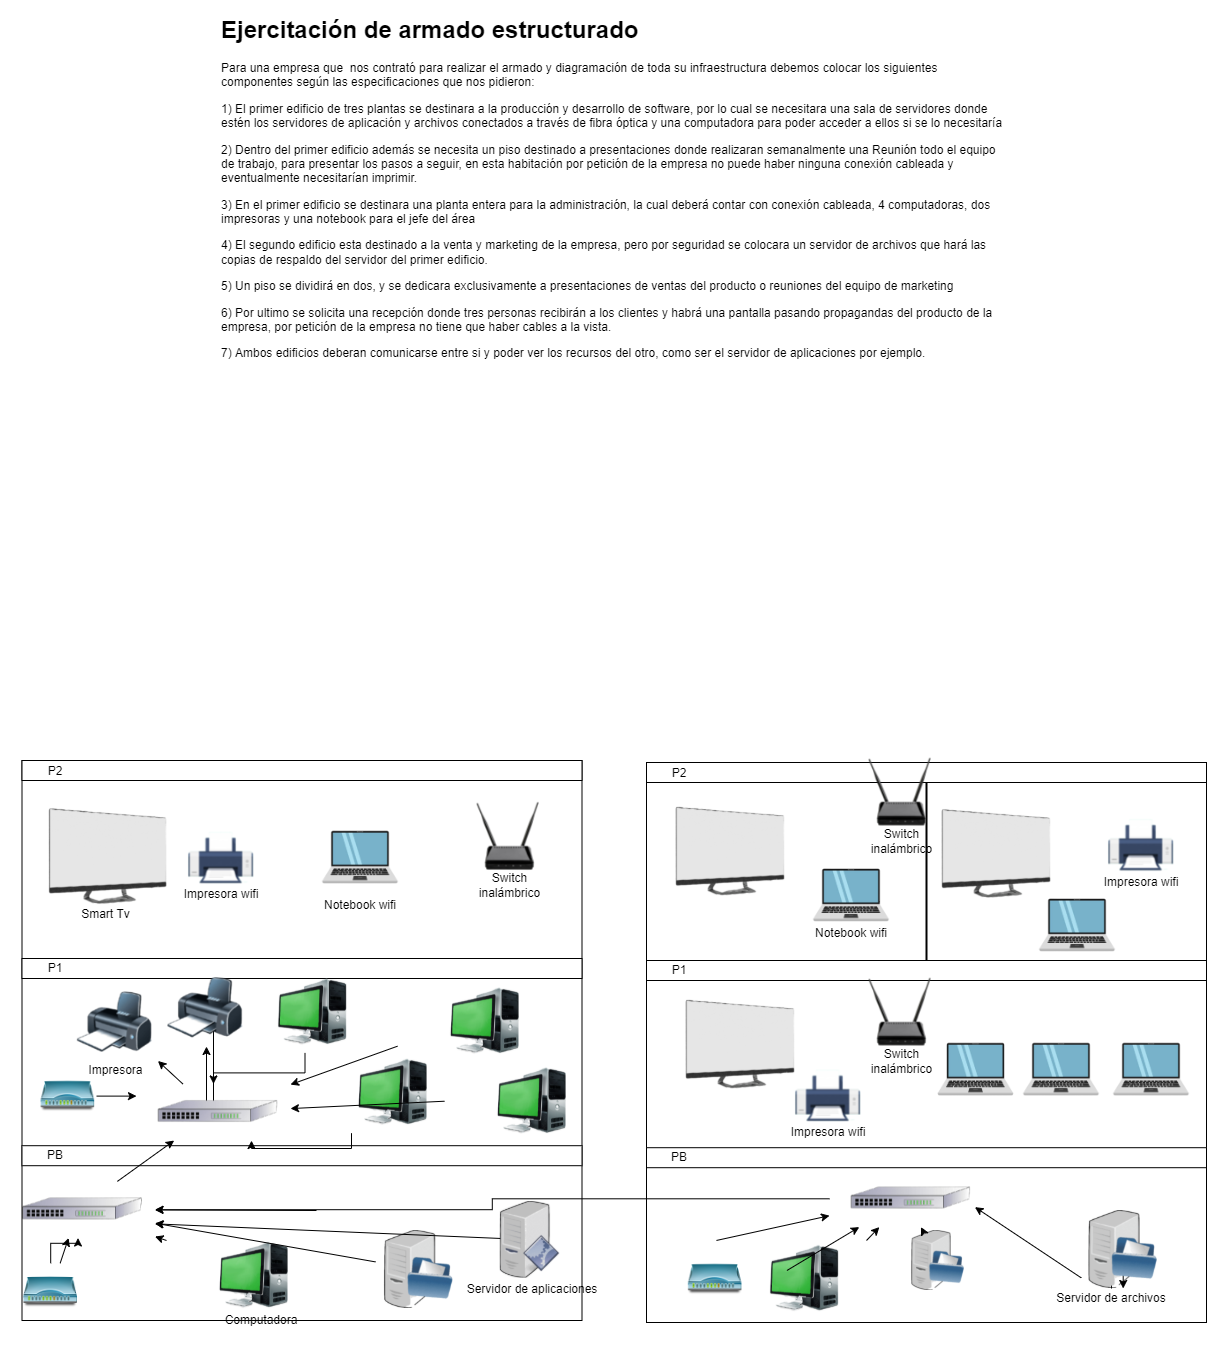 Ejercitación de armado estructurado
Para una empresa que  nos contrató para realizar el armado y diagramación de toda su infraestructura debemos colocar los siguientes
componentes según las especificaciones que nos pidieron:
1) El primer edificio de tres plantas se destinara a la producción y desarrollo de software, por lo cual se necesitara una sala de servidores donde
estén los servidores de aplicación y archivos conectados a través de fibra óptica y una computadora para poder acceder a ellos si se lo necesitaría
2) Dentro del primer edificio además se necesita un piso destinado a presentaciones donde realizaran semanalmente una Reunión todo el equipo
de trabajo, para presentar los pasos a seguir, en esta habitación por petición de la empresa no puede haber ninguna conexión cableada y
eventualmente necesitarían imprimir.
3) En el primer edificio se destinara una planta entera para la administración, la cual deberá contar con conexión cableada, 4 computadoras, dos
impresoras y una notebook para el jefe del área
4) El segundo edificio esta destinado a la venta y marketing de la empresa, pero por seguridad se colocara un servidor de archivos que hará las
copias de respaldo del servidor del primer edificio.
5) Un piso se dividirá en dos, y se dedicara exclusivamente a presentaciones de ventas del producto o reuniones del equipo de marketing
6) Por ultimo se solicita una recepción donde tres personas recibirán a los clientes y habrá una pantalla pasando propagandas del producto de la
empresa, por petición de la empresa no tiene que haber cables a la vista.
7) Ambos edificios deberan comunicarse entre si y poder ver los recursos del otro, como ser el servidor de aplicaciones por ejemplo.
P2
Smart Tv
Impresora wifi
Notebook wifi
Switch
inalámbrico
P1
Impresora
PB
Computadora
Servidor de aplicaciones
P2
Switch
inalámbrico
Notebook wifi
Impresora wifi
P1
Switch
inalámbrico
Impresora wifi
PB
Servidor de archivos